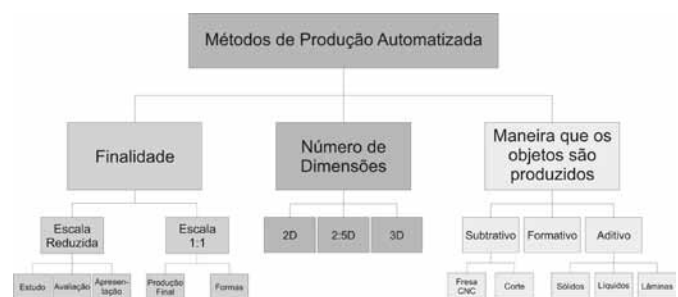 Métodos de Produção Automatizada
Finalidade
Número de
Dimensões
Maneira que os
objetos são
produzidos
Escala
Reduzida
Escala
1:1
2D
2:5D
3D
Subtrativo
Formativo
Aditivo
Estudo
Avaliação
Apresen-
tação
Produção
Final
Formas
Fresa
CNC
Corte
Sólidos
Líquidos
Lâminas